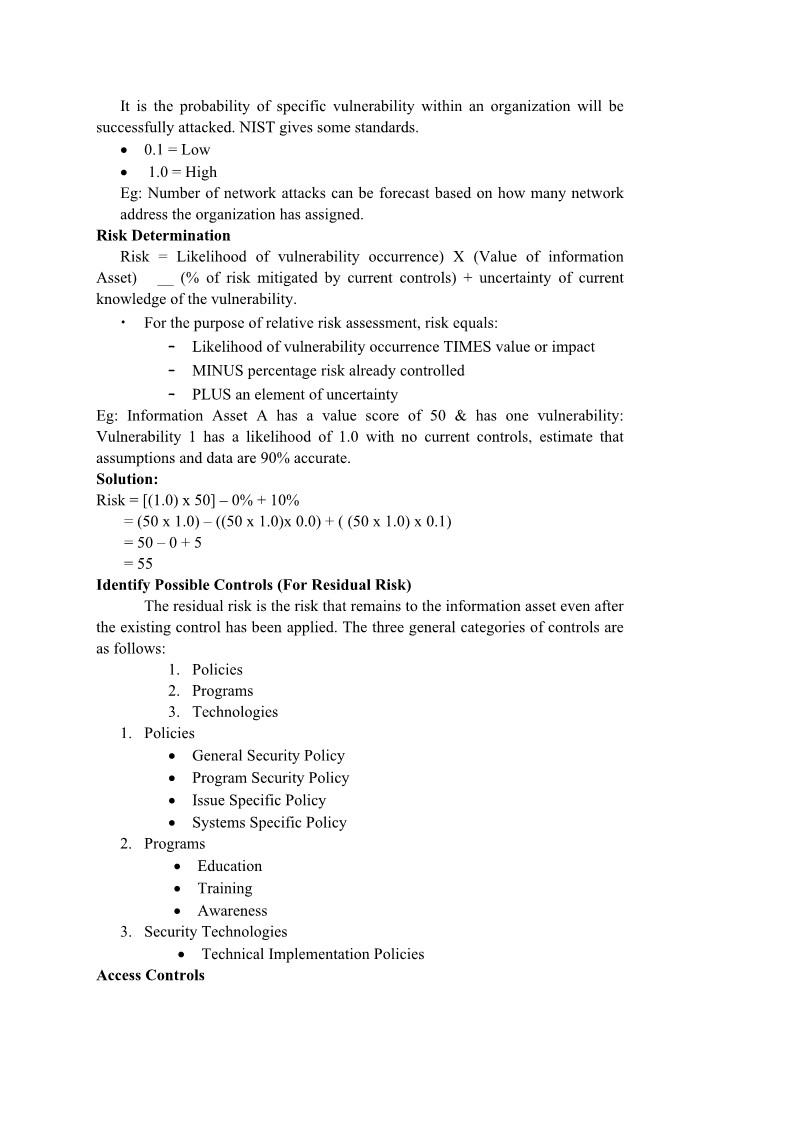 It is the probability of specific vulnerability within an organization will be
successfully attacked. NIST gives some standards.
• 0.1 = Low
• 1.0 = High
Eg: Number of network attacks can be forecast based on how many network
address the organization has assigned.
Risk Determination
Risk = Likelihood of vulnerability occurrence) X (Value of information
Asset) __ (% of risk mitigated by current controls) + uncertainty of current
knowledge of the vulnerability.
• For the purpose of relative risk assessment, risk equals:
– Likelihood of vulnerability occurrence TIMES value or impact
– MINUS percentage risk already controlled
– PLUS an element of uncertainty
Eg: Information Asset A has a value score of 50 & has one vulnerability:
Vulnerability 1 has a likelihood of 1.0 with no current controls, estimate that
assumptions and data are 90% accurate.
Solution:
Risk = [(1.0) x 50] – 0% + 10%
= (50 x 1.0) – ((50 x 1.0)x 0.0) + ( (50 x 1.0) x 0.1)
= 50 – 0 + 5
= 55
Identify Possible Controls (For Residual Risk)
The residual risk is the risk that remains to the information asset even after
the existing control has been applied. The three general categories of controls are
as follows:
1. Policies
2. Programs
3. Technologies
1. Policies
• General Security Policy
• Program Security Policy
• Issue Specific Policy
• Systems Specific Policy
2. Programs
• Education
• Training
• Awareness
3. Security Technologies
• Technical Implementation Policies
Access Controls